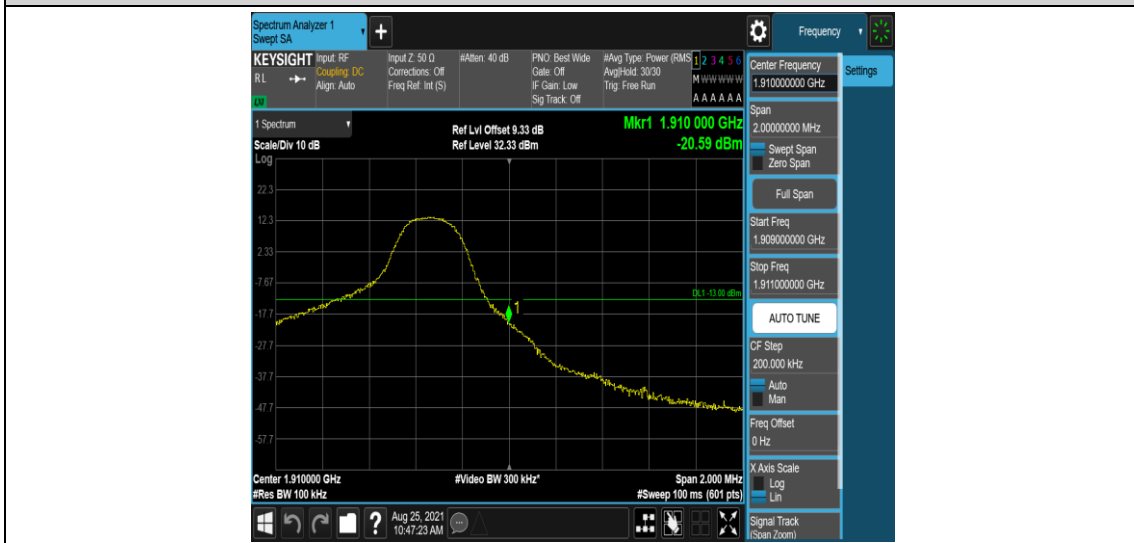 Spectrum Analyzer 1
Swept SA
+
Frequency
KEYSIGHT
RL
LXI
Input: RF
Coupling: DC
Align: Auto
Input Z: 50 Ω
Corrections: Off
Freq Ref: Int (S)
#Atten: 40 dB
PNO: Best Wide
Gate: Off
IF Gain: Low
Sig Track: Off
#Avg Type: Power (RMS
Avg|Hold: 30/30
Trig: Free Run
1 2 3 4 5 6
M W W W W W
A A A A A A
1 Spectrum
Scale/Div 10 dB
Log
Ref Lvl Offset 9.33 dB
Ref Level 32.33 dBm
Mkr1 1.910 000 GHz
-20.59 dBm
22.3
12.3
2.33
-7.67
-17.7
-27.7
-37.7
-47.7
-57.7
DL1 -13.00 dBm
1
Center 1.910000 GHz
#Res BW 100 kHz
#Video BW 300 kHz*
Span 2.000 MHz
#Sweep 100 ms (601 pts)
Center Frequency
1.910000000 GHz
Settings
Span
2.00000000 MHz
Swept Span
Zero Span
Full Span
Start Freq
1.909000000 GHz
Stop Freq
1.911000000 GHz
AUTO TUNE
CF Step
200.000 kHz
Auto
Man
Freq Offset
0 Hz
X Axis Scale
Log
Lin
Signal Track
(Span Zoom)
?
Aug 25, 2021
10:47:23 AM